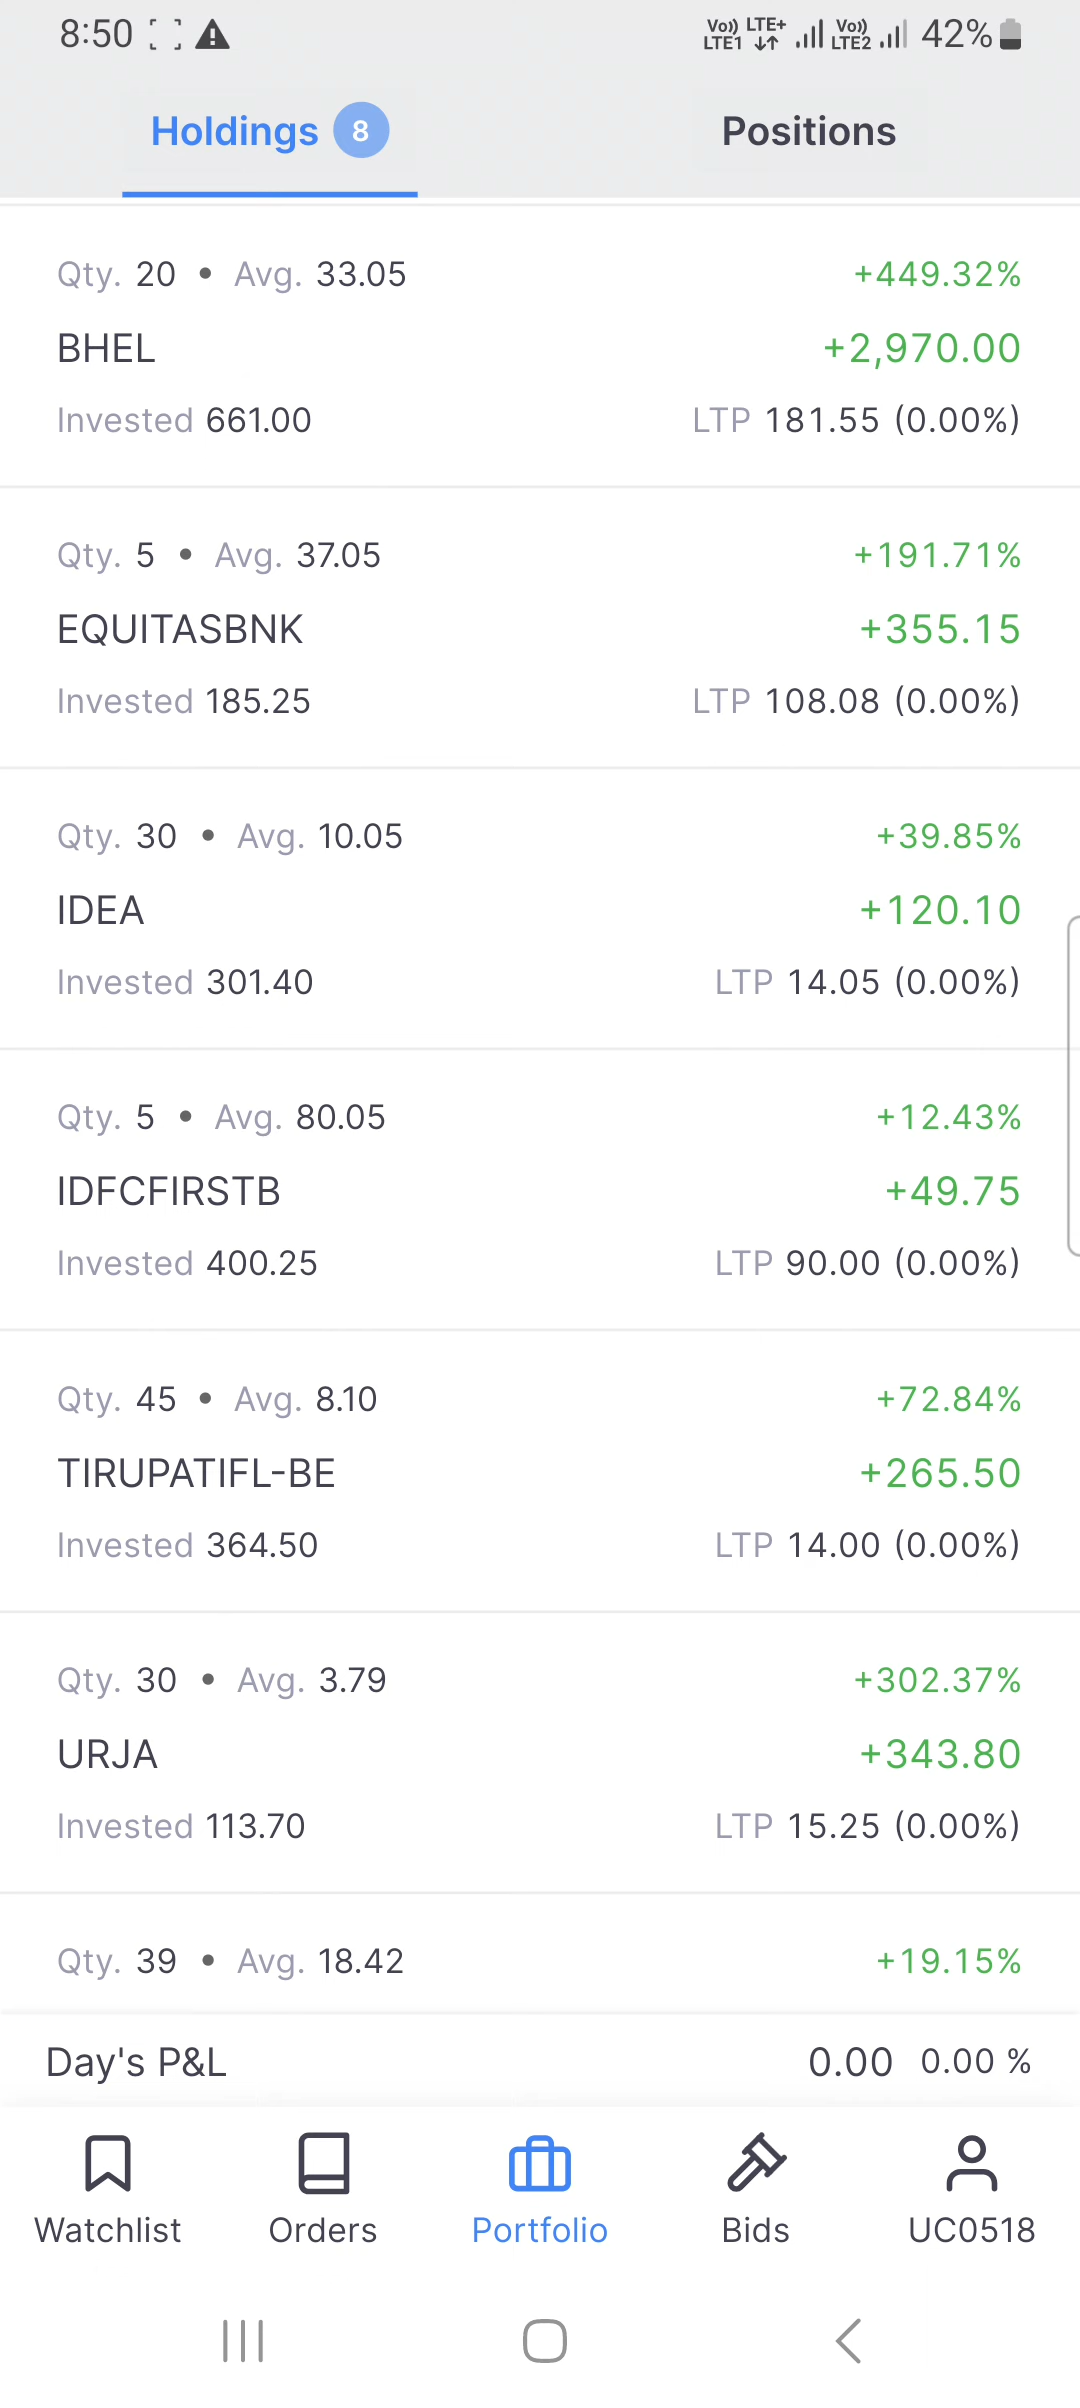 8:50 Vo)) LTE1 LTE+ Vo)) LTE2 42%
Holdings 8 Positions
Qty. 20 • Avg. 33.05 +449.32%
BHEL +2,970.00
Invested 661.00 LTP 181.55 (0.00%)
Qty. 5 • Avg. 37.05 +191.71%
EQUITASBNK +355.15
Invested 185.25 LTP 108.08 (0.00%)
Qty. 30 • Avg. 10.05 +39.85%
IDEA +120.10
Invested 301.40 LTP 14.05 (0.00%)
Qty. 5 • Avg. 80.05 +12.43%
IDFCFIRSTB +49.75
Invested 400.25 LTP 90.00 (0.00%)
Qty. 45 • Avg. 8.10 +72.84%
TIRUPATIFL-BE +265.50
Invested 364.50 LTP 14.00 (0.00%)
Qty. 30 • Avg. 3.79 +302.37%
URJA +343.80
Invested 113.70 LTP 15.25 (0.00%)
Qty. 39 • Avg. 18.42 +19.15%
Day's P&L 0.00 0.00 %
Watchlist Orders Portfolio Bids UC0518